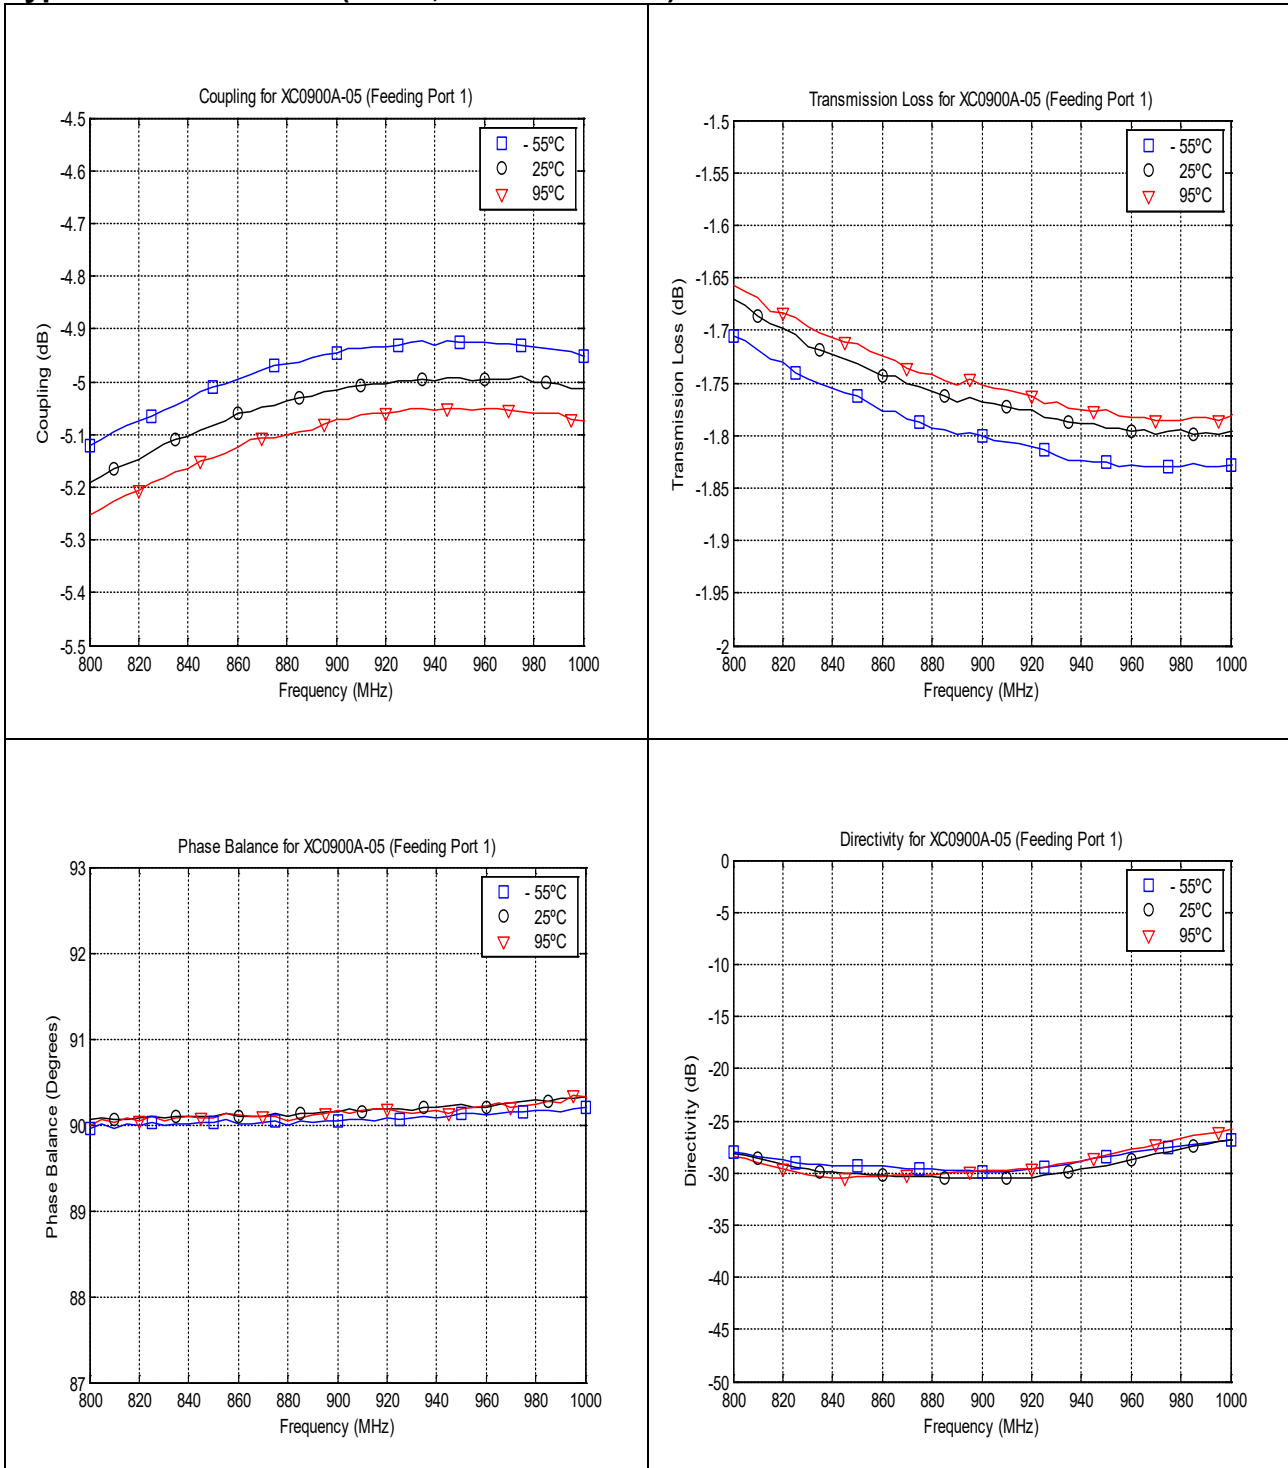 Coupling for XC0900A-05 (Feeding Port 1)
-4.5
-4.6
-4.7
-4.8
-4.9
-5
-5.1
-5.2
-5.3
-5.4
-5.5
Coupling (dB)
- 55ºC
25ºC
95ºC
800 820 840 860 880 900 920 940 960 980 1000
Frequency (MHz)
Transmission Loss for XC0900A-05 (Feeding Port 1)
-1.5
-1.55
-1.6
-1.65
-1.7
-1.75
-1.8
-1.85
-1.9
-1.95
-2
Transmission Loss (dB)
- 55ºC
25ºC
95ºC
800 820 840 860 880 900 920 940 960 980 1000
Frequency (MHz)
Phase Balance for XC0900A-05 (Feeding Port 1)
93
92
91
90
89
88
87
Phase Balance (Degrees)
- 55ºC
25ºC
95ºC
800 820 840 860 880 900 920 940 960 980 1000
Frequency (MHz)
Directivity for XC0900A-05 (Feeding Port 1)
0
-5
-10
-15
-20
-25
-30
-35
-40
-45
-50
Directivity (dB)
- 55ºC
25ºC
95ºC
800 820 840 860 880 900 920 940 960 980 1000
Frequency (MHz)